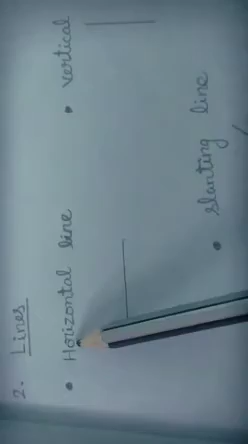 2. Lines
• Horizontal line
• vertical
• Slanting line